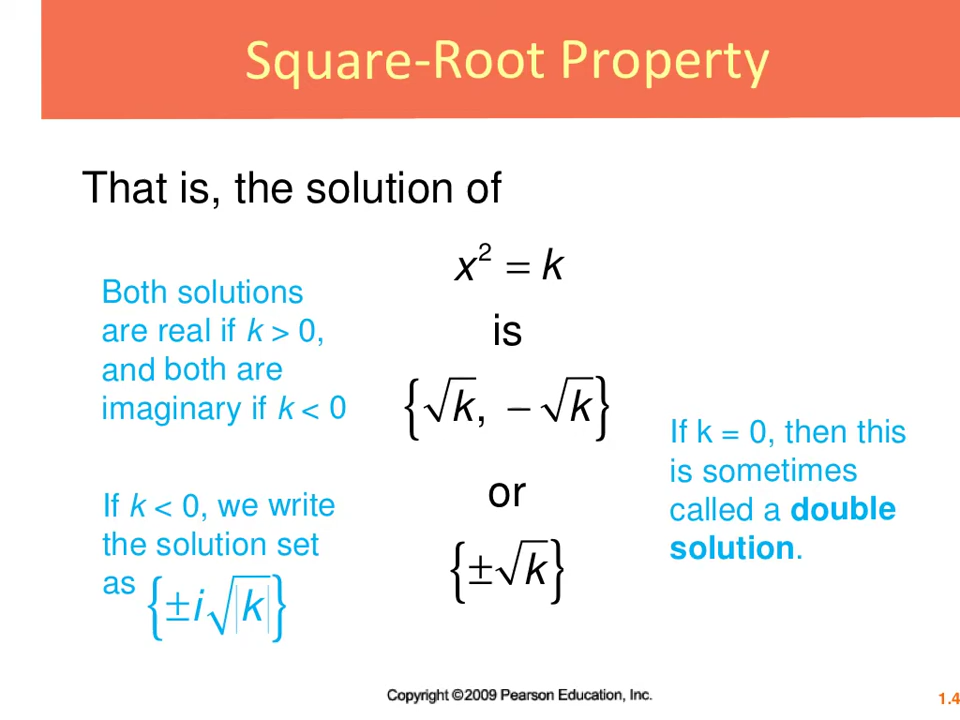 Square-Root Property
That is, the solution of
x² = k
is
{√k, − √k}
or
{±√k}
Both solutions
are real if k > 0,
and both are
imaginary if k < 0
If k < 0, we write
the solution set
as {±i√|k|}
If k = 0, then this
is sometimes
called a double
solution.
Copyright ©2009 Pearson Education, Inc.
1.4